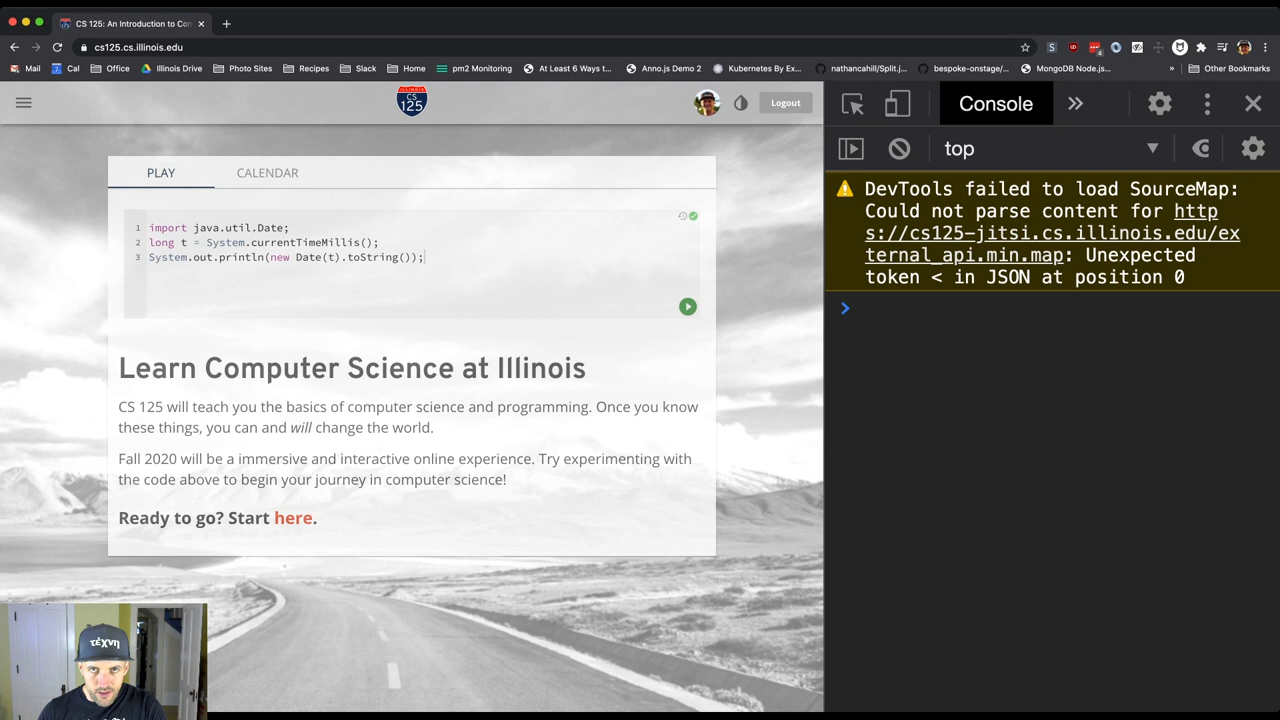 CS 125: An Introduction to Con
cs125.cs.illinois.edu
Mail Cal Office Illinois Drive Photo Sites Recipes Slack Home pm2 Monitoring At Least 6 Ways t... Anno.js Demo 2 Kubernetes By Ex... nathancahill/Split.j... bespoke-onstage/... MongoDB Node.js... » Other Bookmarks
ILLINOIS
CS
125
Logout
PLAY CALENDAR
1 import java.util.Date;
2 long t = System.currentTimeMillis();
3 System.out.println(new Date(t).toString());
Learn Computer Science at Illinois
CS 125 will teach you the basics of computer science and programming. Once you know
these things, you can and will change the world.
Fall 2020 will be a immersive and interactive online experience. Try experimenting with
the code above to begin your journey in computer science!
Ready to go? Start here.
τέχνη
Console
top
DevTools failed to load SourceMap:
Could not parse content for http
s://cs125-jitsi.cs.illinois.edu/ex
ternal_api.min.map: Unexpected
token < in JSON at position 0